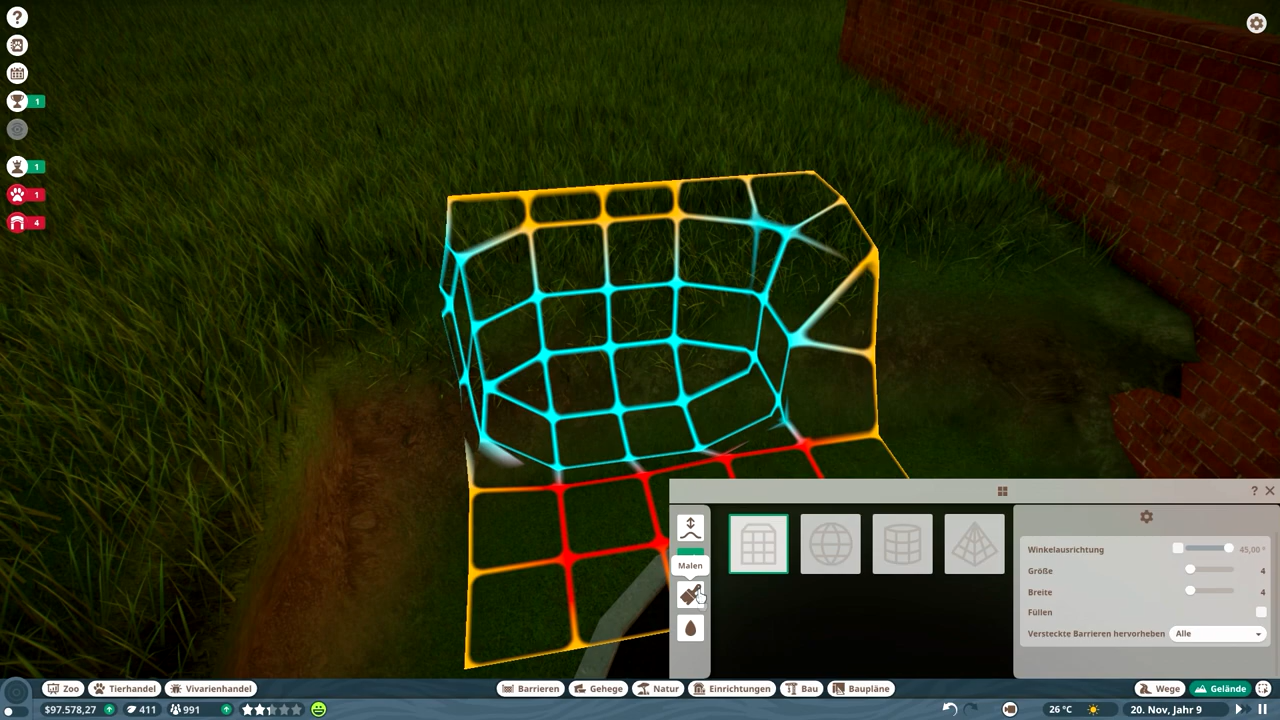 ?
1
1
1
4
? ×
Malen
Winkelausrichtung 45,00 °
Größe 4
Breite 4
Füllen
Versteckte Barrieren hervorheben Alle
Zoo Tierhandel Vivarienhandel Barrieren Gehege Natur Einrichtungen Bau Baupläne Wege Gelände
$97.578,27 411 991 26 °C 20. Nov, Jahr 9